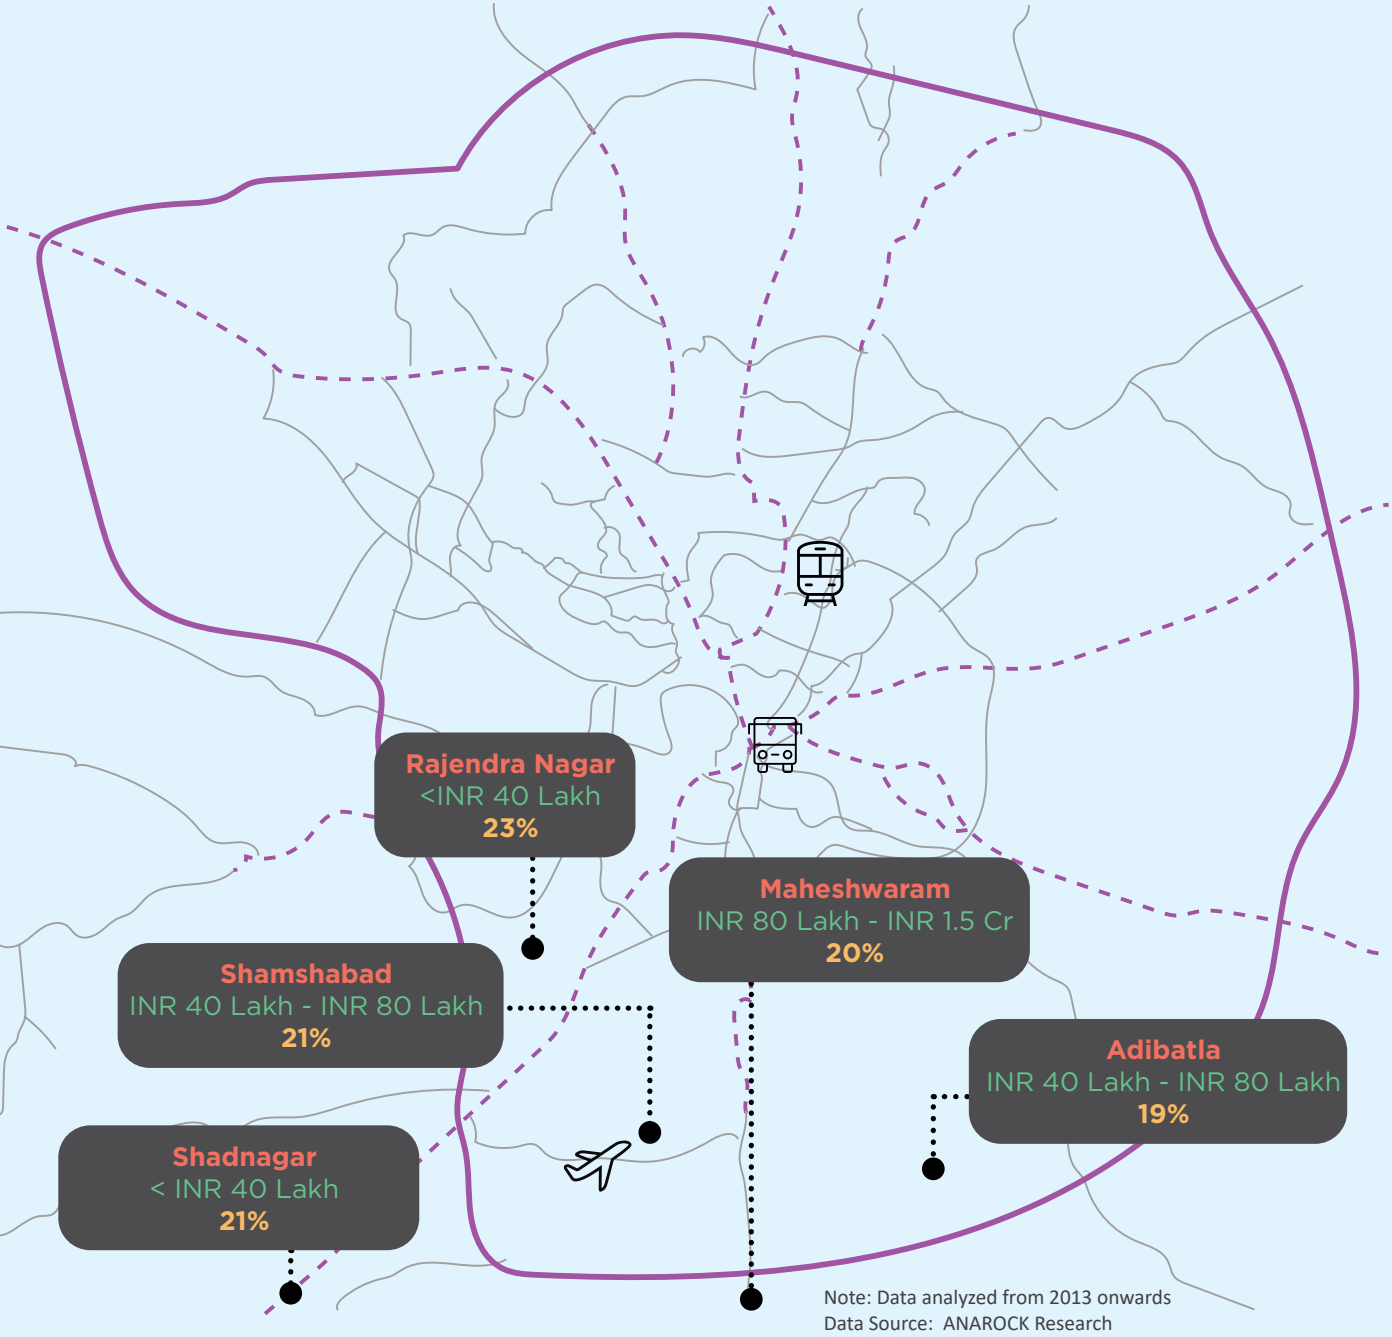 Rajendra Nagar
<INR 40 Lakh
23%
Maheshwaram
INR 80 Lakh - INR 1.5 Cr
20%
Shamshabad
INR 40 Lakh - INR 80 Lakh
21%
Adibatla
INR 40 Lakh - INR 80 Lakh
19%
Shadnagar
< INR 40 Lakh
21%
Note: Data analyzed from 2013 onwards
Data Source: ANAROCK Research